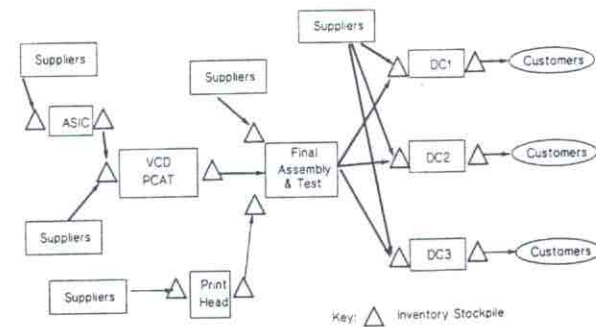 Suppliers
Suppliers
Suppliers
ASIC
DC1
Customers
VCD
PCAT
Final
Assembly
& Test
DC2
Customers
Suppliers
Suppliers
Print
Head
DC3
Customers
Key: Inventory Stockpile